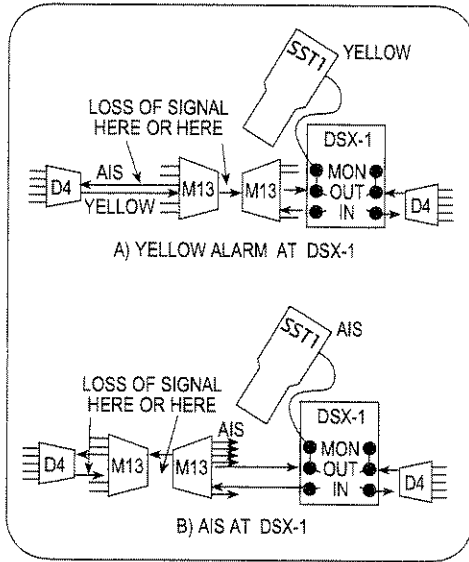 SST1
YELLOW
LOSS OF SIGNAL
HERE OR HERE
DSX-1
AIS
MON
D4
M13
M13
OUT
YELLOW
IN
D4
A) YELLOW ALARM AT DSX-1
SST1
AIS
LOSS OF SIGNAL
HERE OR HERE
AIS
DSX-1
MON
D4
M13
M13
OUT
IN
D4
B) AIS AT DSX-1